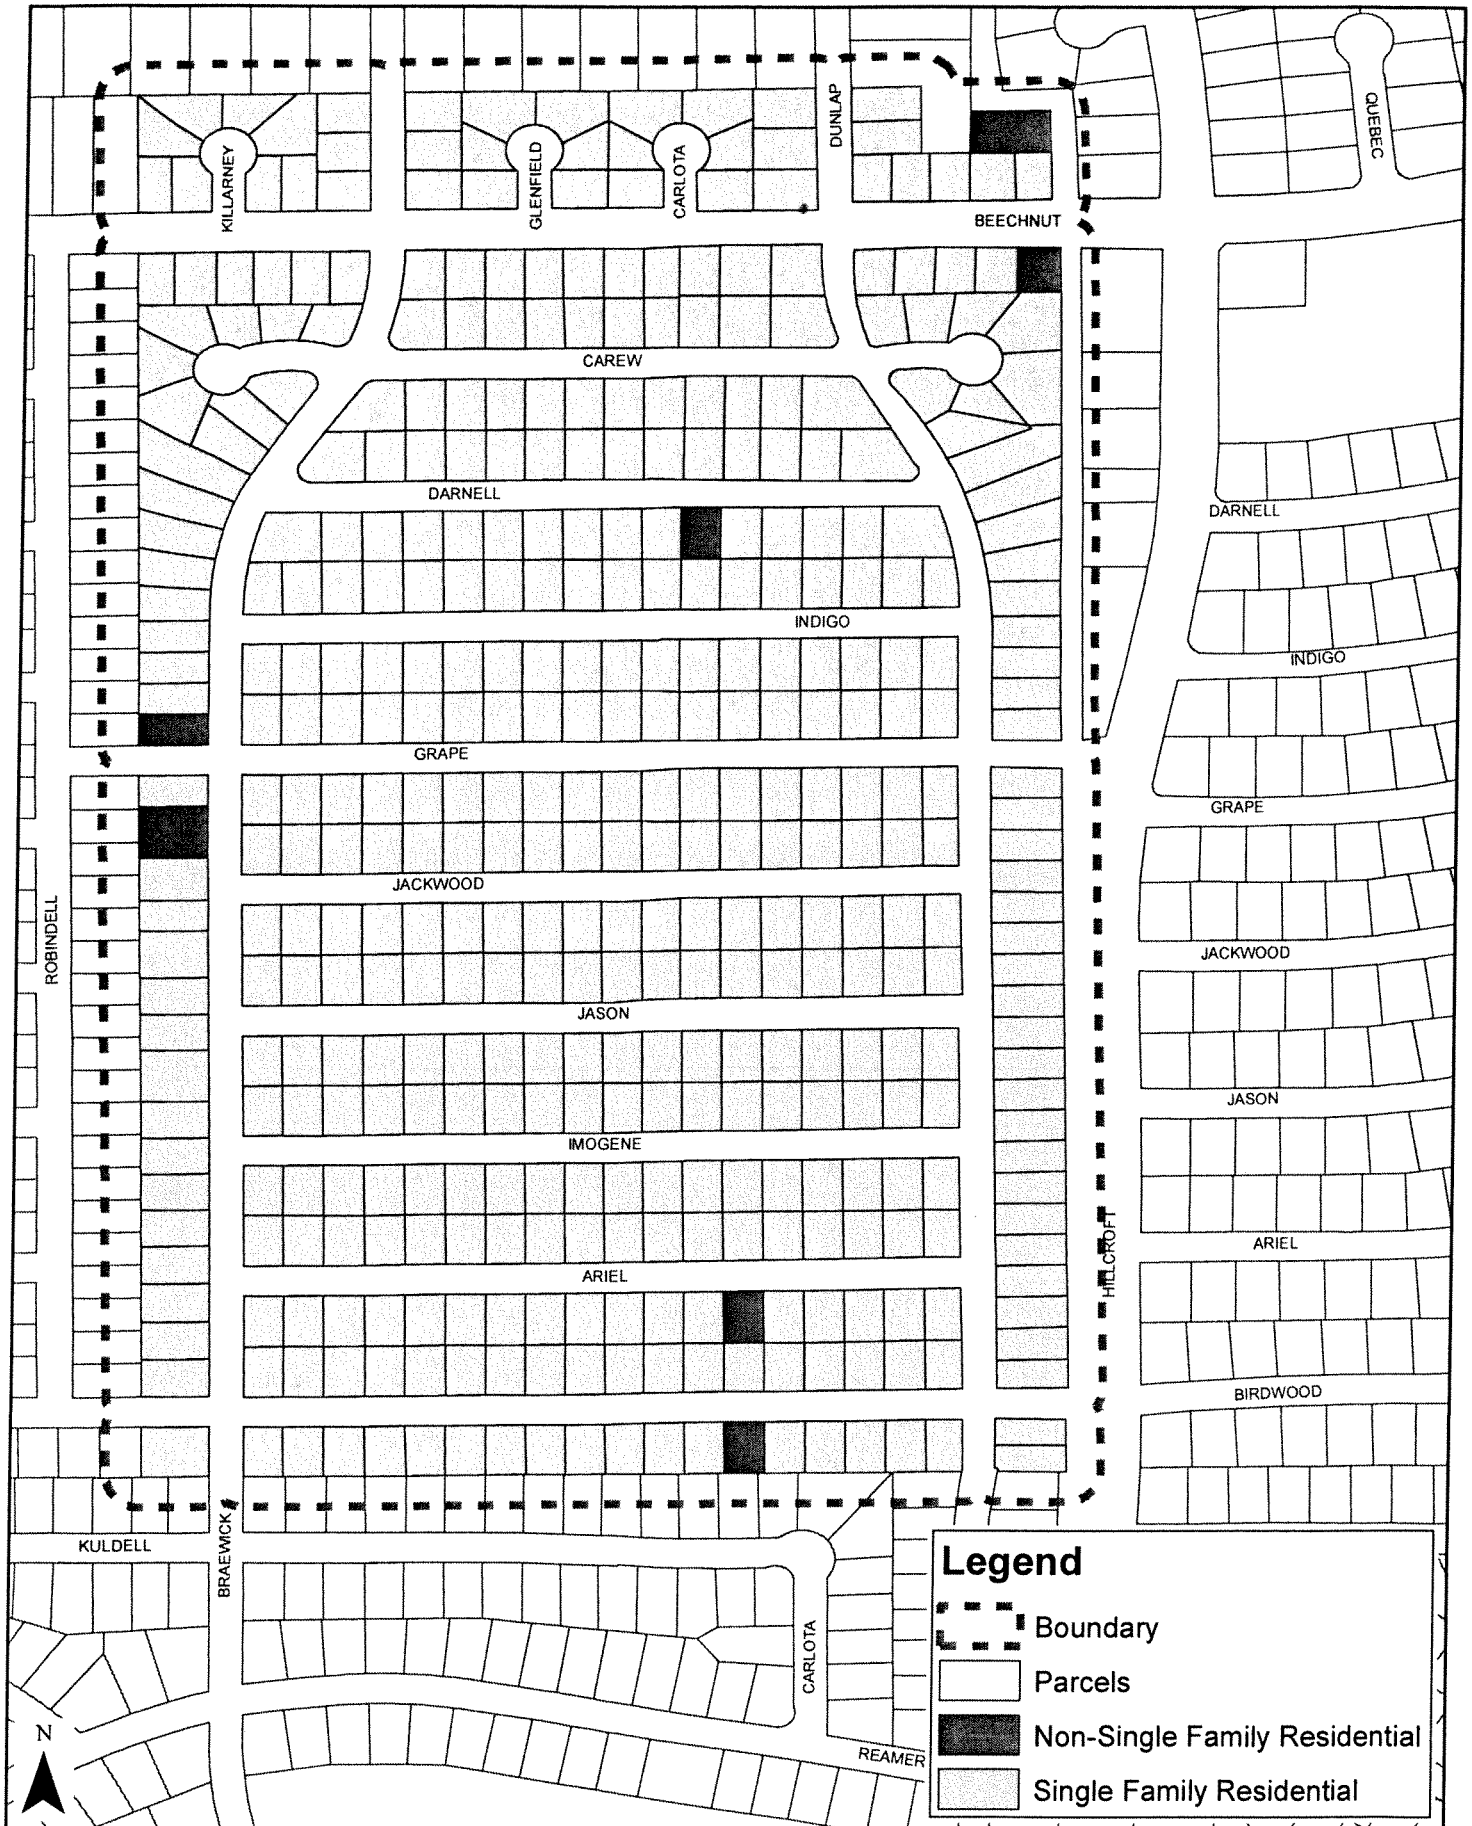 QUEBEC
DUNLAP
KILLARNEY
GLENFIELD
CARLOTA
BEECHNUT
CAREW
DARNELL
DARNELL
INDIGO
INDIGO
GRAPE
GRAPE
JACKWOOD
ROBINDELL
JACKWOOD
JASON
JASON
IMOGENE
HILLCROFT
ARIEL
ARIEL
BIRDWOOD
KULDELL
BRAEWICK
CARLOTA
REAMER
N
Legend
Boundary
Parcels
Non-Single Family Residential
Single Family Residential